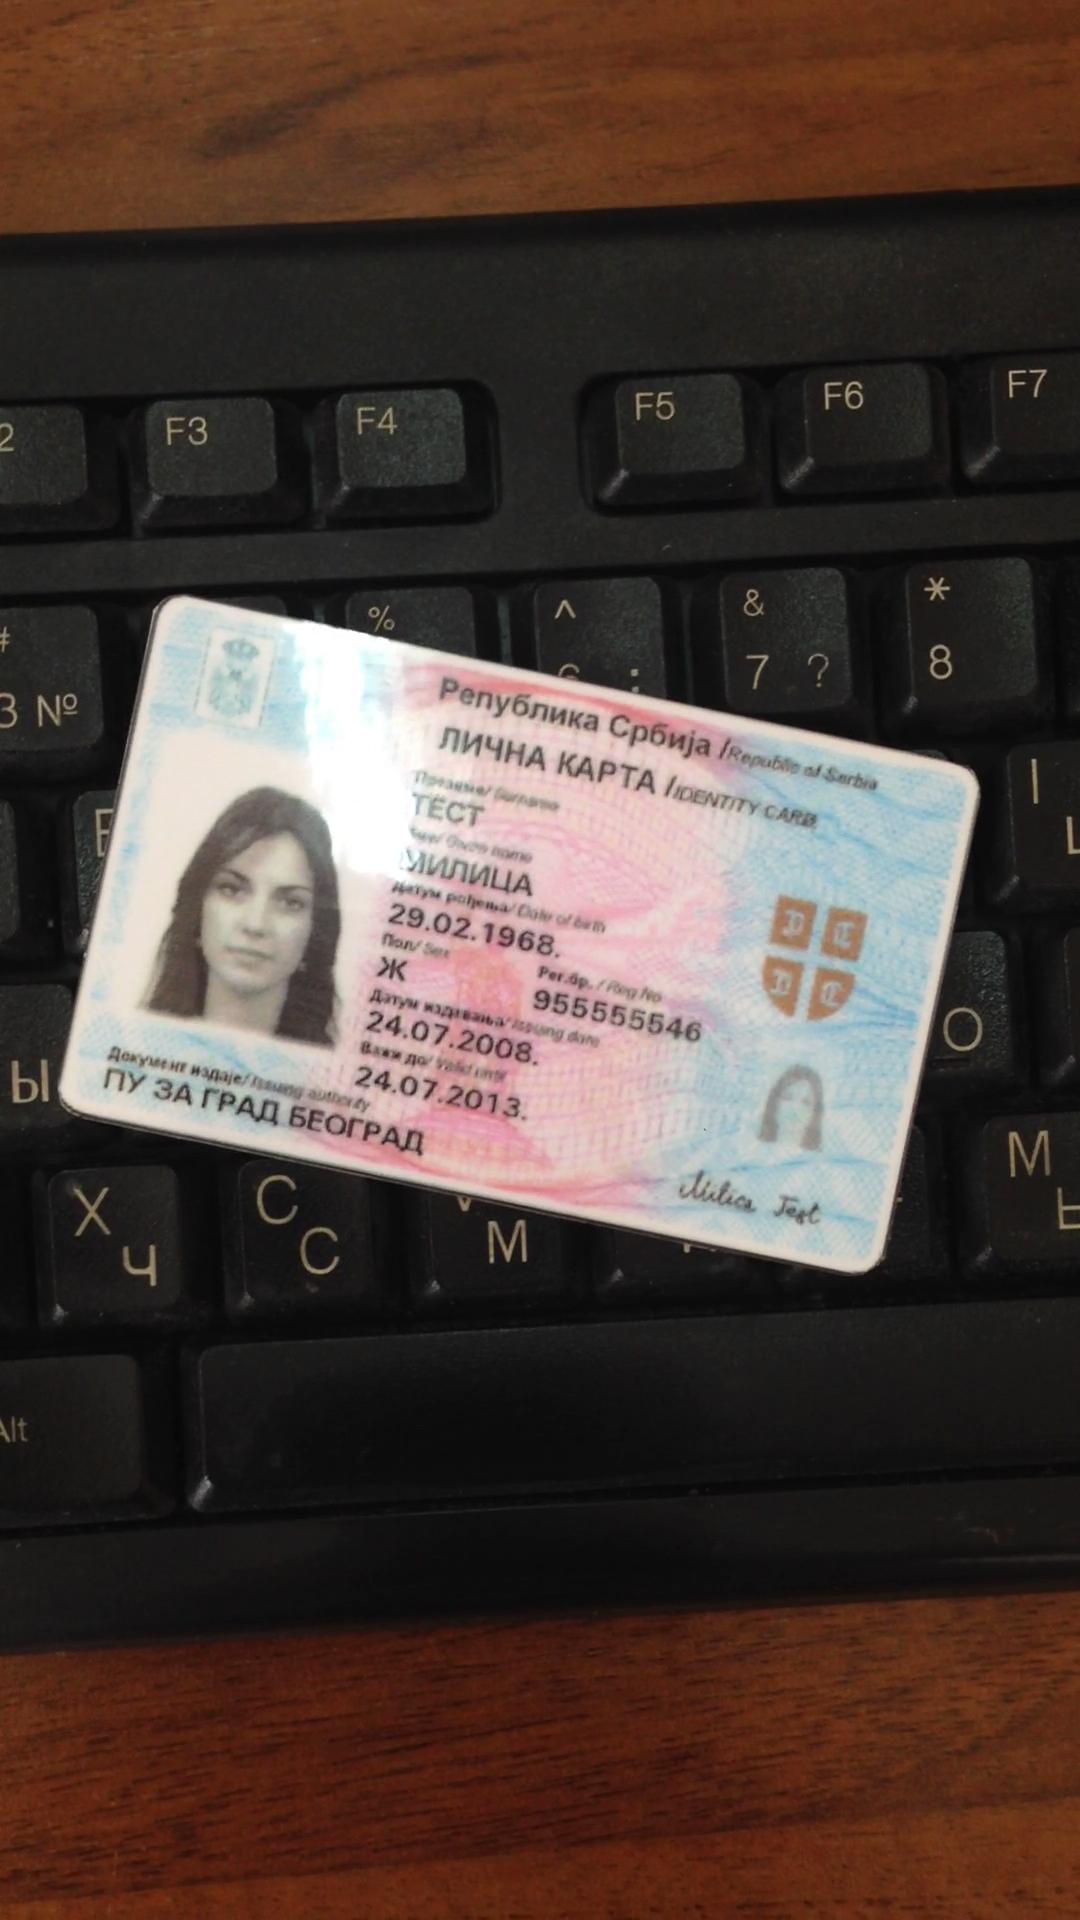 2
F3
F4
F5
F6
F7
#
3 №
%
^
6 :
&
7 ?
*
8
Република Србија / Republic of Serbia
ЛИЧНА КАРТА / IDENTITY CARD
Презиме/ Surname
ТЕСТ
Име/ Given name
МИЛИЦА
Датум рођења/ Date of birth
29.02.1968.
Пол/ Sex
Ж
Рег.бр. / Reg.No
955555546
Датум издавања/ Issuing date
24.07.2008.
Важи до/ Valid until
24.07.2013.
Документ издаје/ Issuing authority
ПУ ЗА ГРАД БЕОГРАД
Milica Test
Е
I
О
Ы
М
Ь
X
Ч
C
С
V
М
Alt